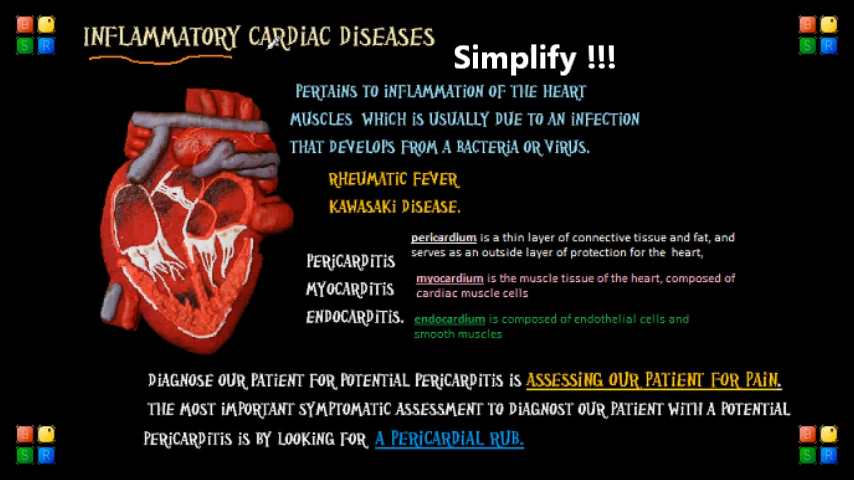 INFLAMMATORY CARDIAC DISEASES
Simplify !!!
PERTAINS TO INFLAMMATION OF THE HEART
MUSCLES WHICH IS USUALLY DUE TO AN INFECTION
THAT DEVELOPS FROM A BACTERIA OR VIRUS.
RHEUMATIC FEVER
KAWASAKI DISEASE.
pericardium is a thin layer of connective tissue and fat, and
serves as an outside layer of protection for the heart,
PERICARDITIS
myocardium is the muscle tissue of the heart, composed of
cardiac muscle cells
MYOCARDITIS
ENDOCARDITIS.
endocardium is composed of endothelial cells and
smooth muscles
DIAGNOSE OUR PATIENT FOR POTENTIAL PERICARDITIS IS ASSESSING OUR PATIENT FOR PAIN.
THE MOST IMPORTANT SYMPTOMATIC ASSESSMENT TO DIAGNOST OUR PATIENT WITH A POTENTIAL
PERICARDITIS IS BY LOOKING FOR A PERICARDIAL RUB.
B
S R
B
S R
B
S R
B
S R